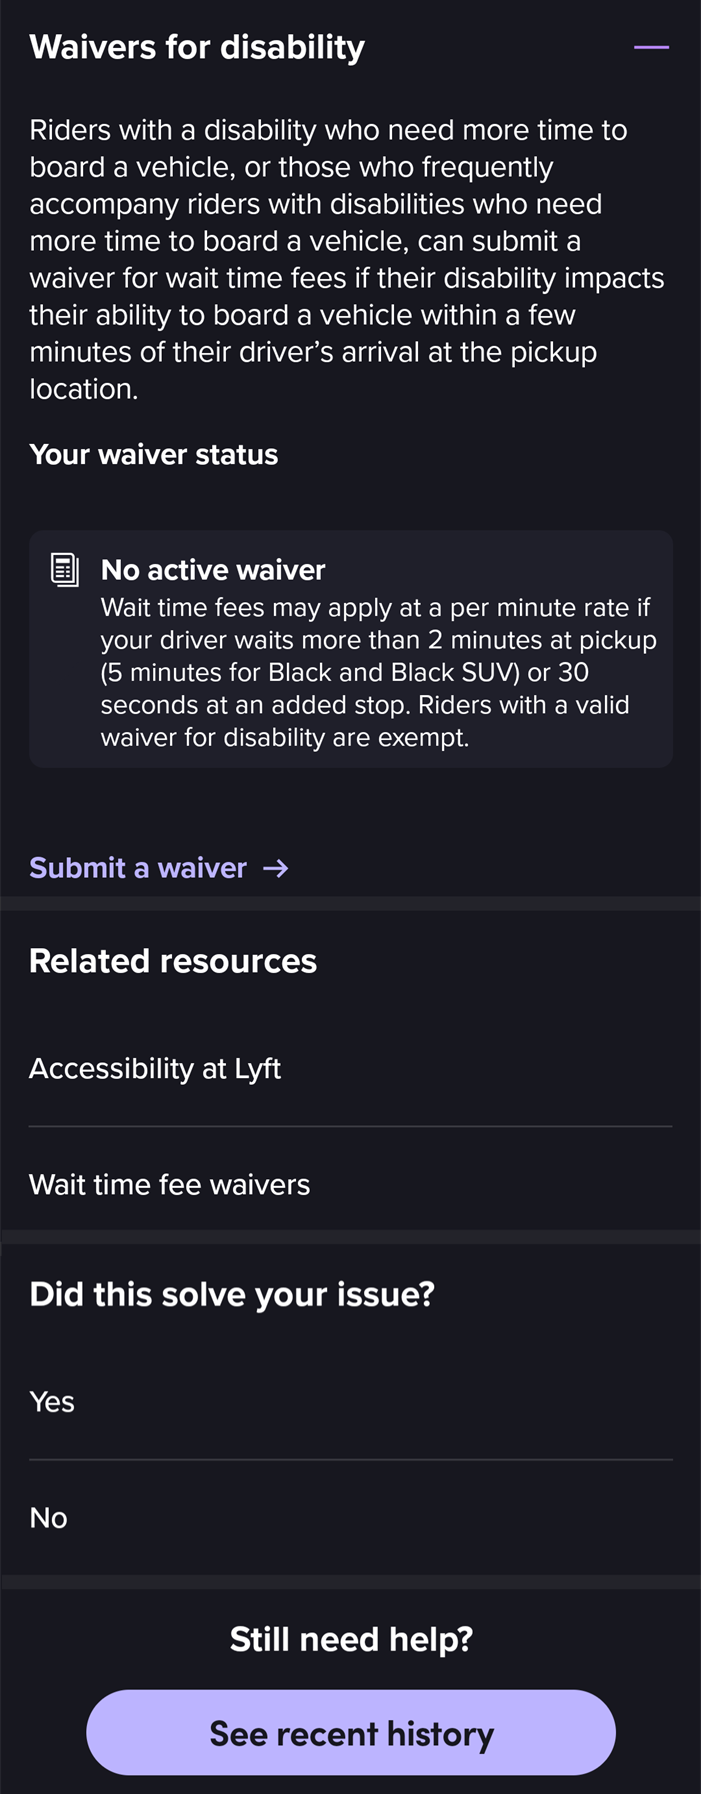 Waivers for disability
Riders with a disability who need more time to
board a vehicle, or those who frequently
accompany riders with disabilities who need
more time to board a vehicle, can submit a
waiver for wait time fees if their disability impacts
their ability to board a vehicle within a few
minutes of their driver’s arrival at the pickup
location.
Your waiver status
No active waiver
Wait time fees may apply at a per minute rate if
your driver waits more than 2 minutes at pickup
(5 minutes for Black and Black SUV) or 30
seconds at an added stop. Riders with a valid
waiver for disability are exempt.
Submit a waiver →
Related resources
Accessibility at Lyft
Wait time fee waivers
Did this solve your issue?
Yes
No
Still need help?
See recent history